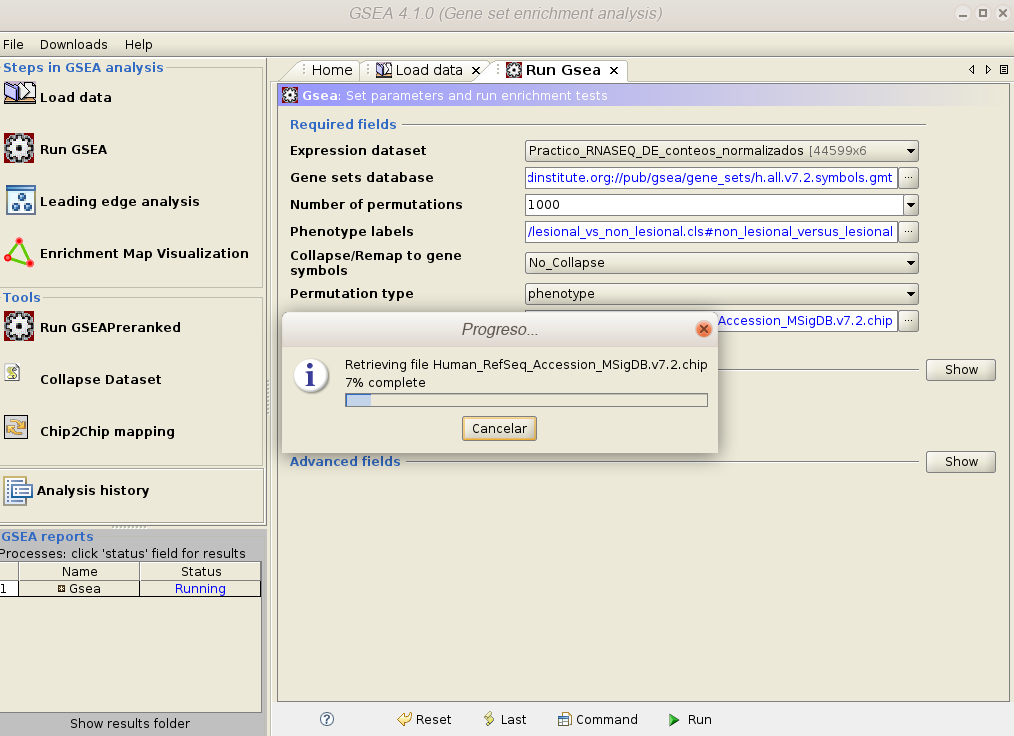 GSEA 4.1.0 (Gene set enrichment analysis)
File Downloads Help
Steps in GSEA analysis
Load data
Run GSEA
Leading edge analysis
Enrichment Map Visualization
Tools
Run GSEAPreranked
Collapse Dataset
Chip2Chip mapping
Analysis history
GSEA reports
Processes: click 'status' field for results
Name Status
1 Gsea Running
Show results folder
Home Load data Run Gsea
Gsea: Set parameters and run enrichment tests
Required fields
Expression dataset Practico_RNASEQ_DE_conteos_normalizados [44599x6
Gene sets database dinstitute.org://pub/gsea/gene_sets/h.all.v7.2.symbols.gmt ...
Number of permutations 1000
Phenotype labels /lesional_vs_non_lesional.cls#non_lesional_versus_lesional ...
Collapse/Remap to gene
symbols No_Collapse
Permutation type phenotype
Accession_MSigDB.v7.2.chip ...
Show
Progreso...
Retrieving file Human_RefSeq_Accession_MSigDB.v7.2.chip
7% complete
Cancelar
Advanced fields Show
? Reset Last Command Run